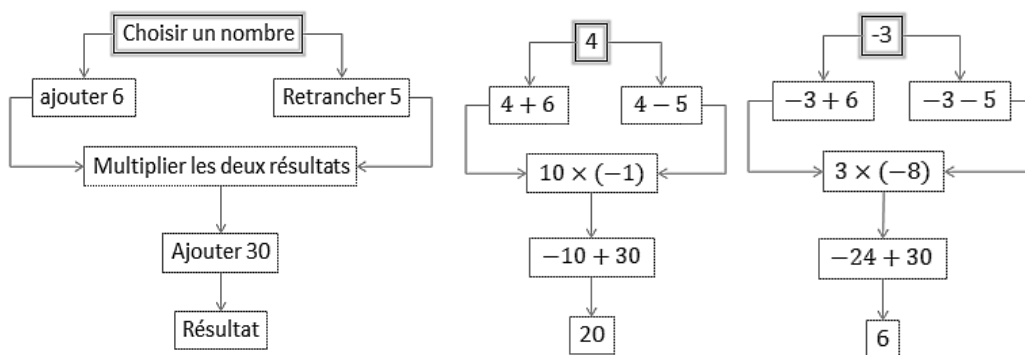 Choisir un nombre
ajouter 6
Retrancher 5
Multiplier les deux résultats
Ajouter 30
Résultat
4
4 + 6
4 − 5
10 × (−1)
−10 + 30
20
-3
−3 + 6
−3 − 5
3 × (−8)
−24 + 30
6